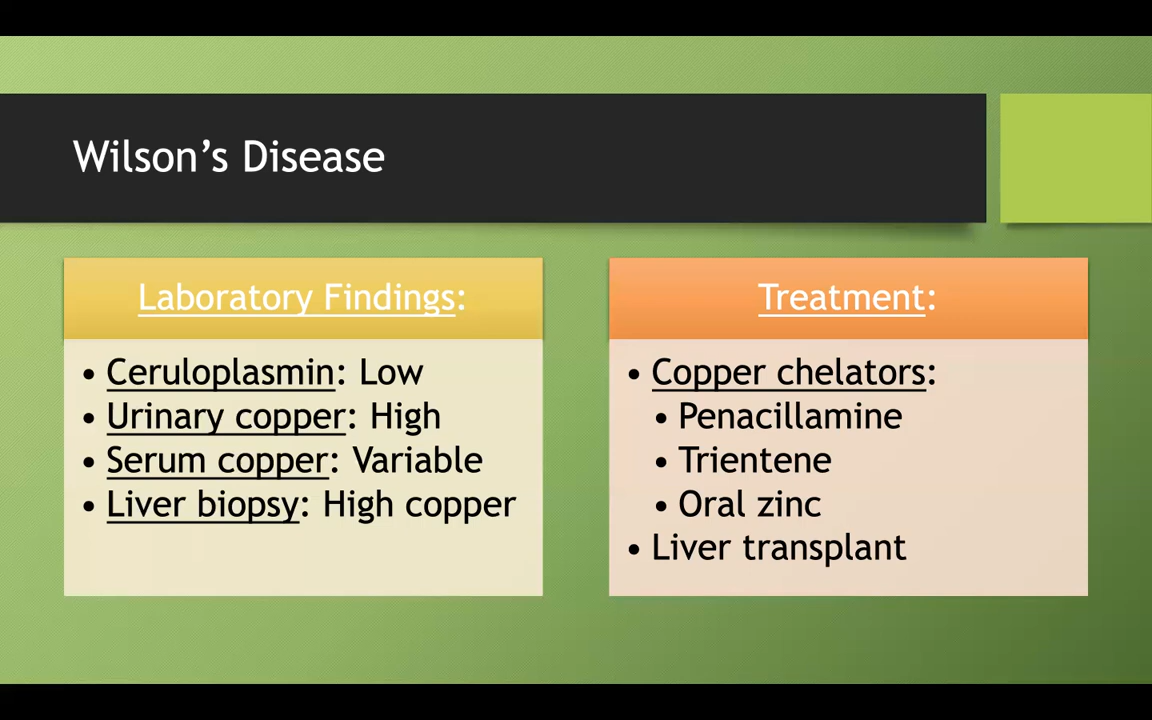 Wilson’s Disease
Laboratory Findings:
• Ceruloplasmin: Low
• Urinary copper: High
• Serum copper: Variable
• Liver biopsy: High copper
Treatment:
• Copper chelators:
• Penacillamine
• Trientene
• Oral zinc
• Liver transplant